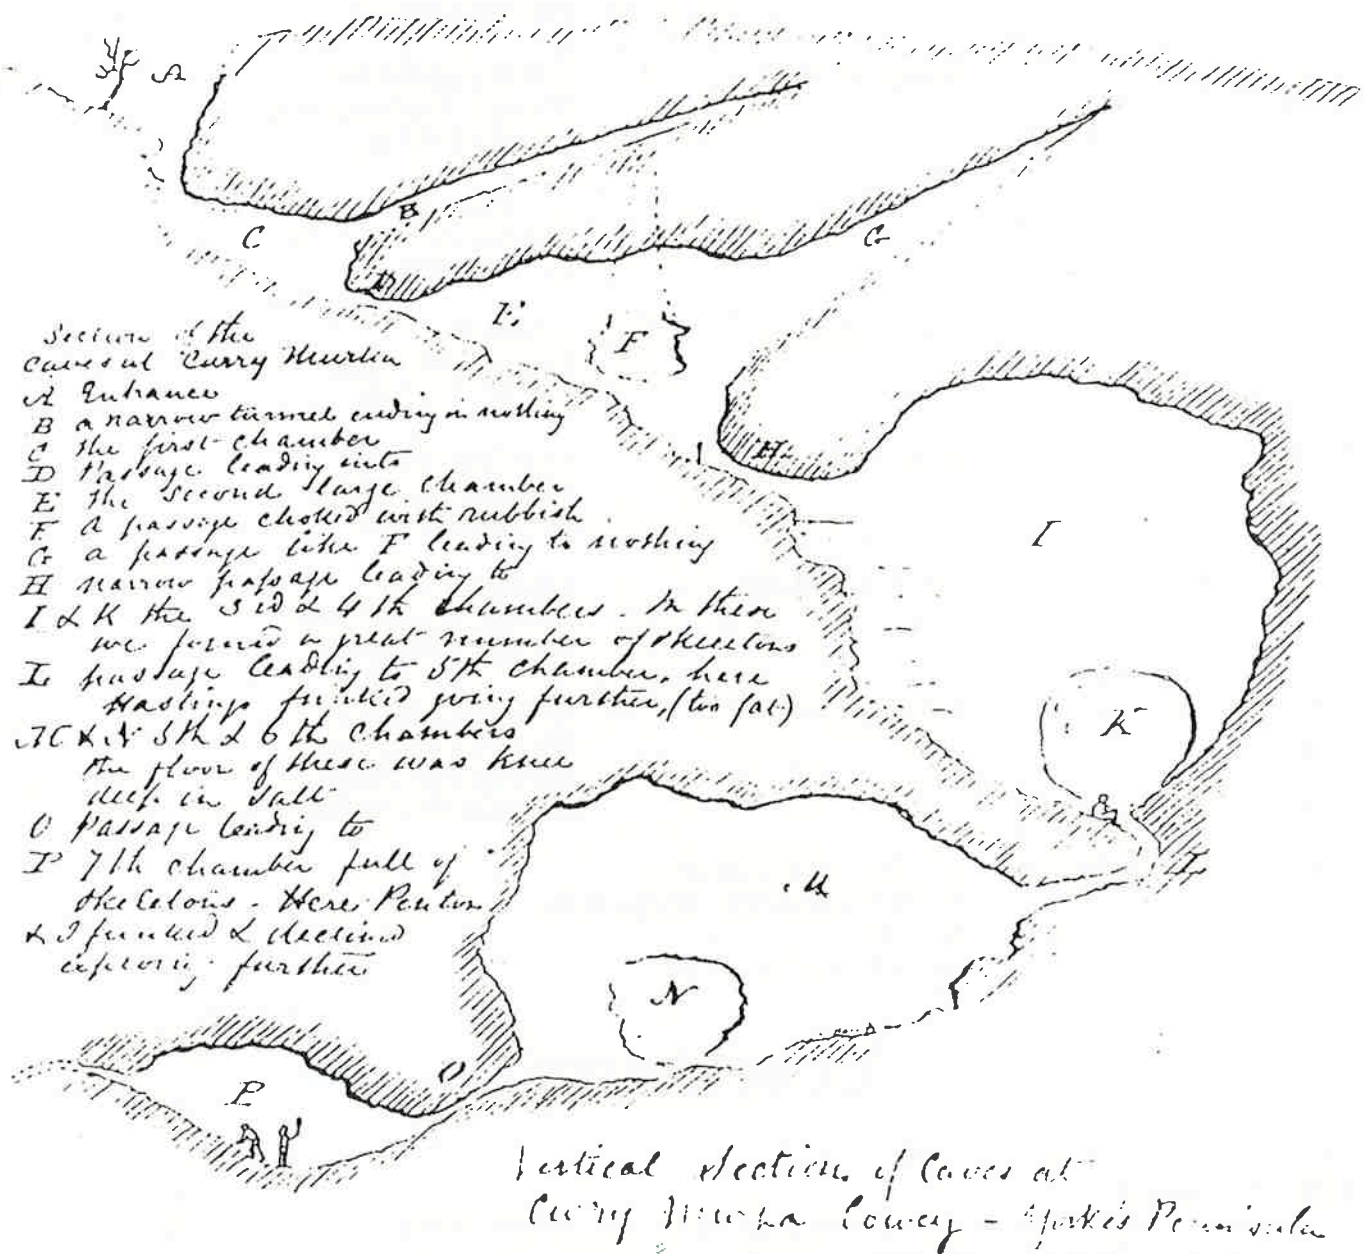 A
B
C
G
D
E
F
Section of the
caves at Curry Murka
A Entrance
B a narrow tunnel ending in nothing
C the first chamber
D Passage leading into
E the second large chamber
F a passage choked with rubbish
G a passage like F leading to nothing
H narrow passage leading to
I & K the 3rd & 4th chambers. In these
we found a great number of skeletons
L passage leading to 5th chamber, here
Hastings funked going further, (too fat)
M & N 5th & 6th chambers
the floor of these was knee
deep in salt
O Passage leading to
P 7th chamber full of
skeletons - Here Penton
& I funked & declined
exploring further
H
I
K
L
M
N
O
P
Vertical Section of Caves at
Curry - Yorke's Peninsula